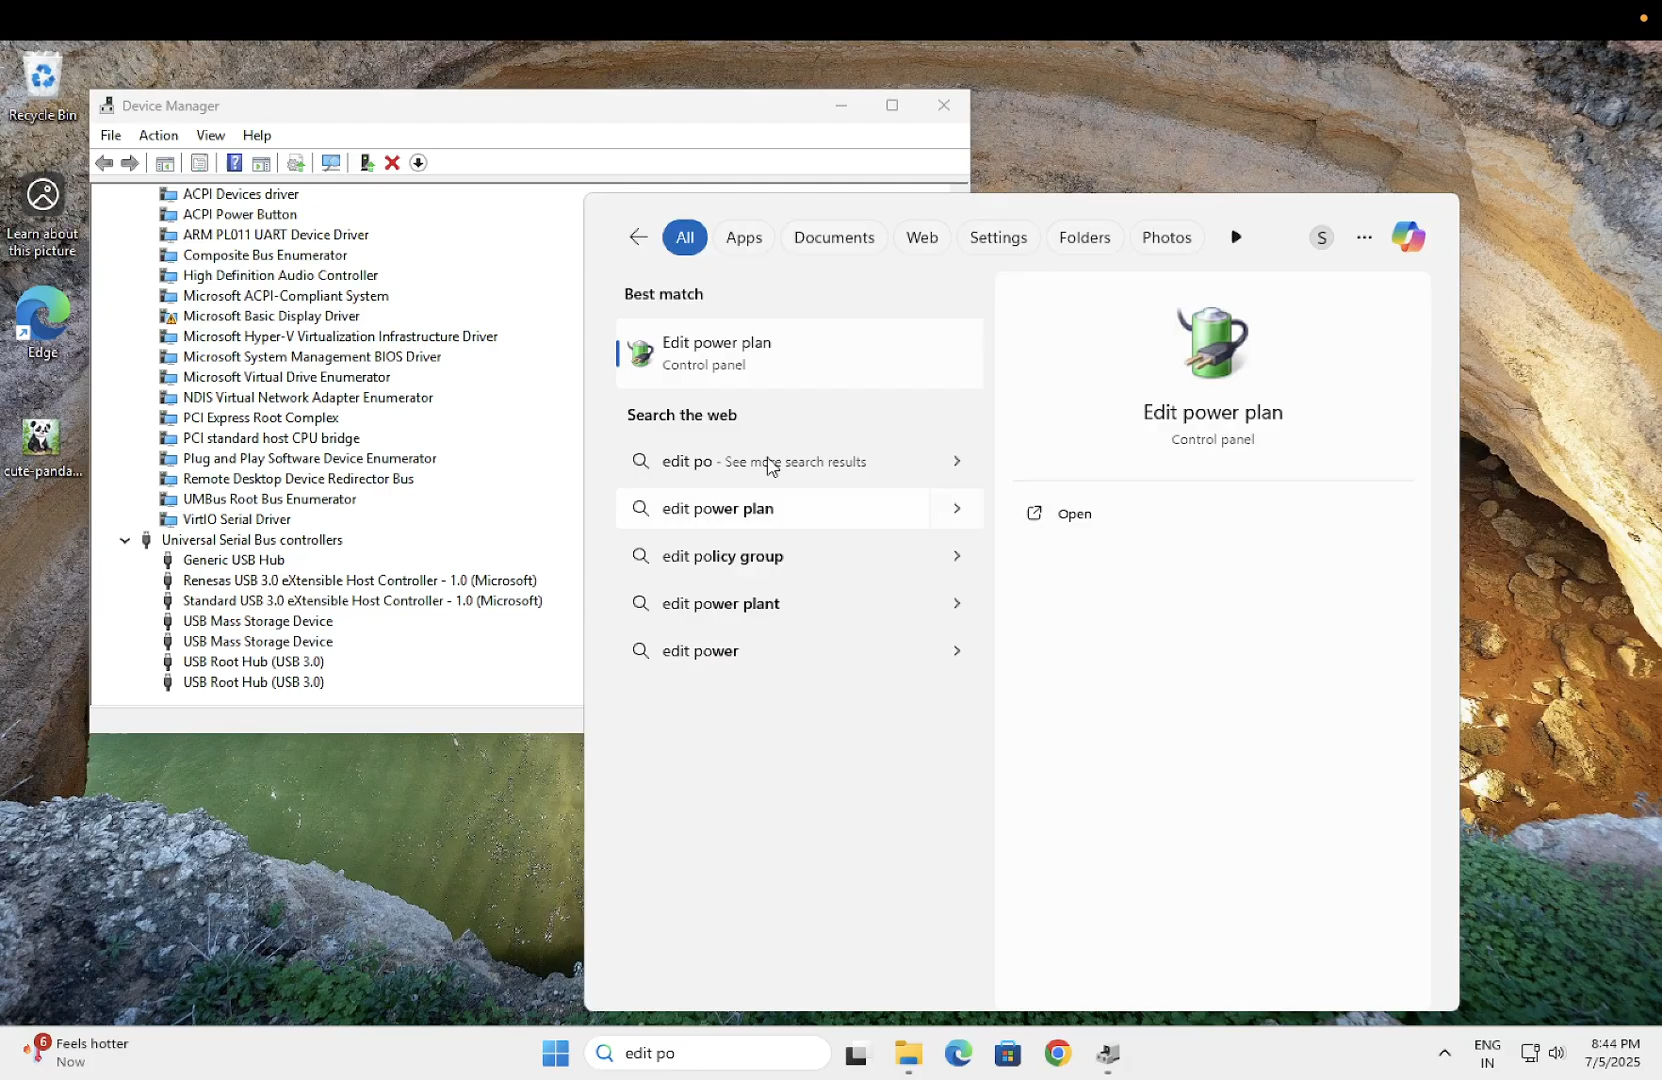 Recycle Bin
Learn about
this picture
Edge
cute-panda...
Device Manager
File Action View Help
ACPI Devices driver
ACPI Power Button
ARM PL011 UART Device Driver
Composite Bus Enumerator
High Definition Audio Controller
Microsoft ACPI-Compliant System
Microsoft Basic Display Driver
Microsoft Hyper-V Virtualization Infrastructure Driver
Microsoft System Management BIOS Driver
Microsoft Virtual Drive Enumerator
NDIS Virtual Network Adapter Enumerator
PCI Express Root Complex
PCI standard host CPU bridge
Plug and Play Software Device Enumerator
Remote Desktop Device Redirector Bus
UMBus Root Bus Enumerator
VirtIO Serial Driver
Universal Serial Bus controllers
Generic USB Hub
Renesas USB 3.0 eXtensible Host Controller - 1.0 (Microsoft)
Standard USB 3.0 eXtensible Host Controller - 1.0 (Microsoft)
USB Mass Storage Device
USB Mass Storage Device
USB Root Hub (USB 3.0)
USB Root Hub (USB 3.0)
All Apps Documents Web Settings Folders Photos S
Best match
Edit power plan
Control panel
Search the web
edit po - See more search results
edit power plan
edit policy group
edit power plant
edit power
Edit power plan
Control panel
Open
6
Feels hotter
Now
edit po
ENG
IN
8:44 PM
7/5/2025